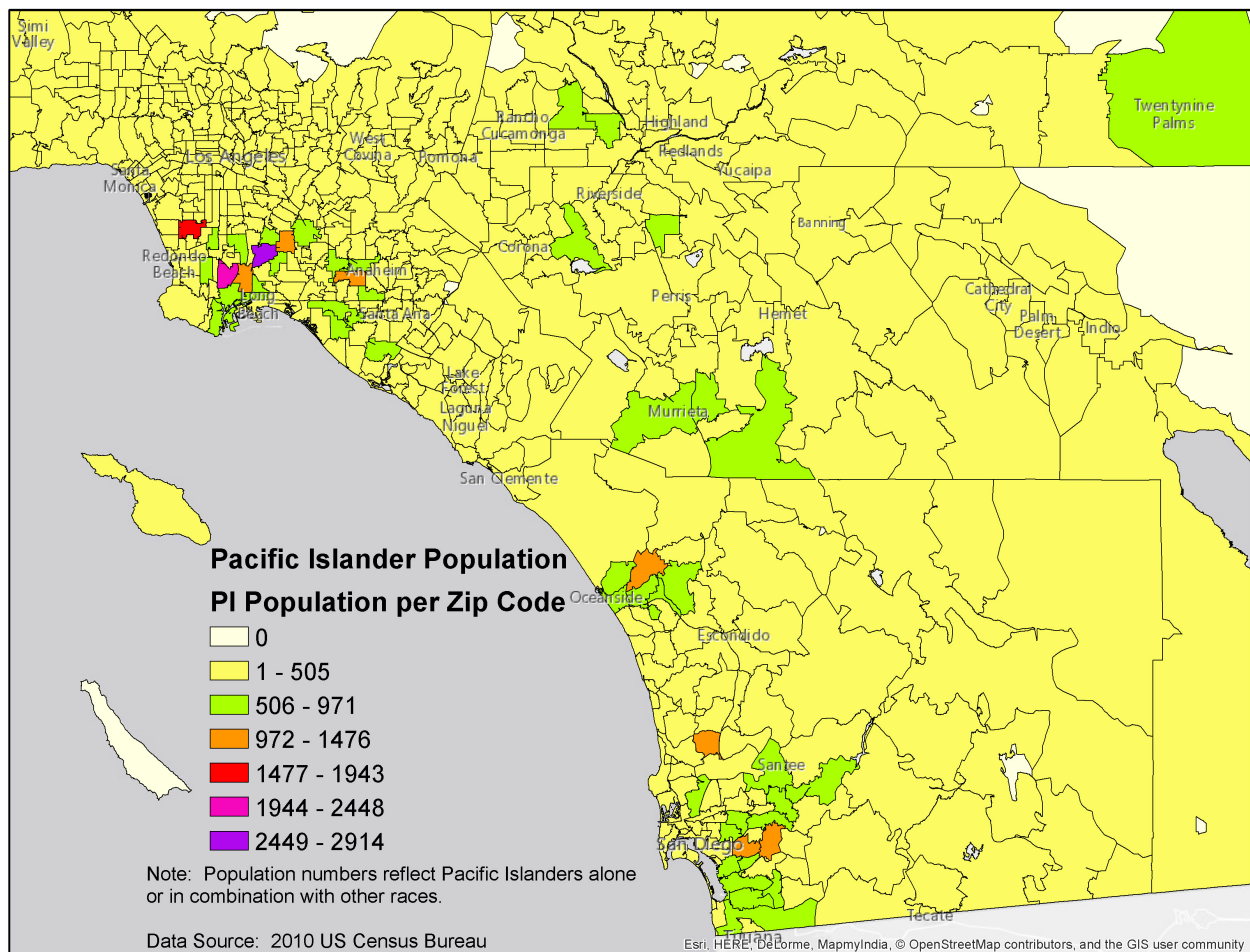 Simi
Valley
Twentynine
Palms
Rancho
Cucamonga
Highland
West
Covina
Los Angeles
Pomona
Redlands
Santa
Monica
Yucaipa
Riverside
Banning
Corona
Redondo
Beach
Anaheim
Perris
Cathedral
City
Long
Beach
Santa Ana
Hemet
Palm
Desert
Indio
Lake
Forest
Laguna
Niguel
Murrieta
San Clemente
Pacific Islander Population
PI Population per Zip Code
Oceanside
0
Escondido
1 - 505
506 - 971
972 - 1476
Santee
1477 - 1943
1944 - 2448
2449 - 2914
San Diego
Note: Population numbers reflect Pacific Islanders alone
or in combination with other races.
Tecate
Tijuana
Data Source: 2010 US Census Bureau
Esri, HERE, DeLorme, MapmyIndia, © OpenStreetMap contributors, and the GIS user community